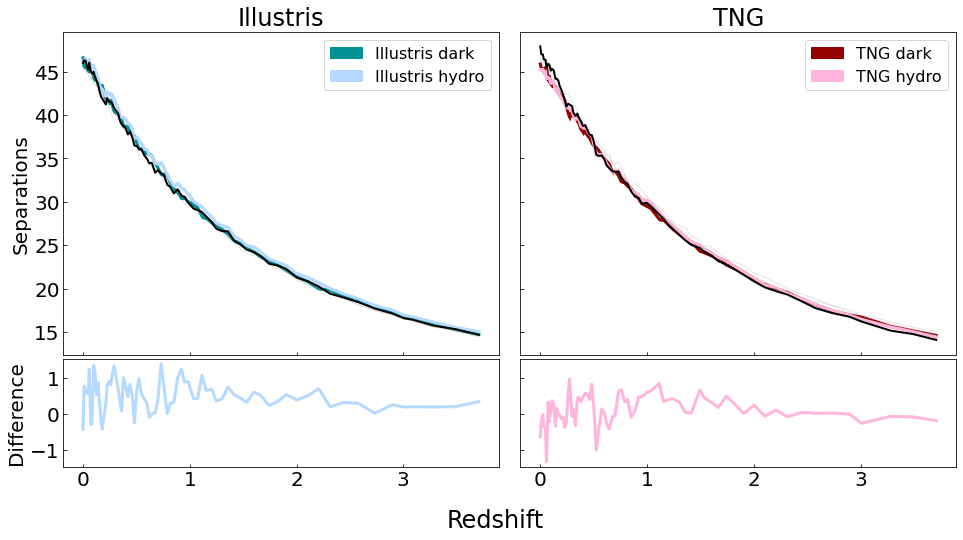 Illustris
TNG
Illustris dark
Illustris hydro
TNG dark
TNG hydro
Separations
45
40
35
30
25
20
15
Difference
1
0
−1
0 1 2 3
0 1 2 3
Redshift